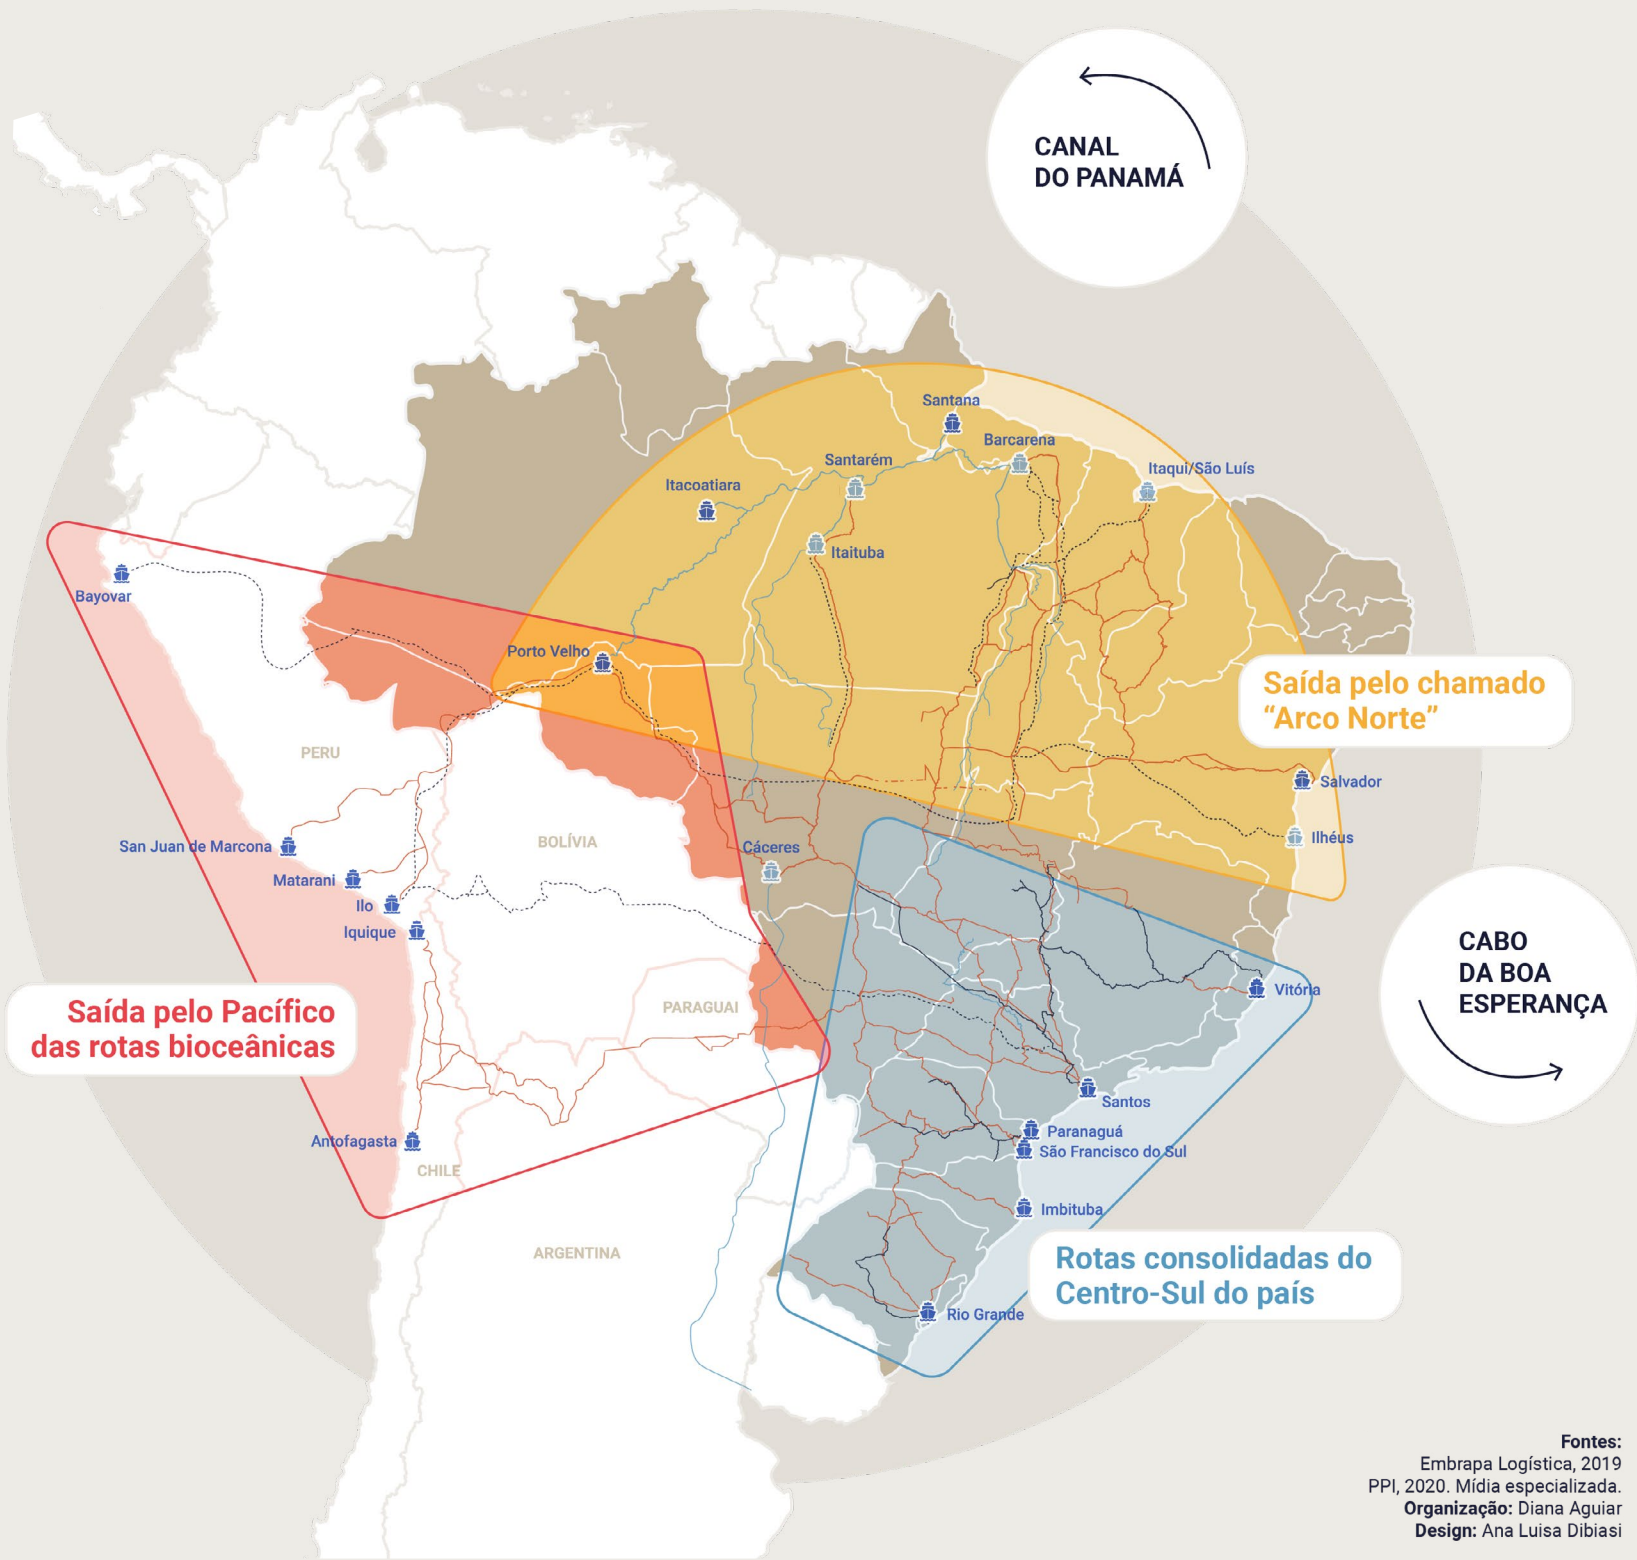 CANAL
DO PANAMÁ
Santana
Barcarena
Santarém
Itaqui/São Luís
Itacoatiara
Itaituba
Bayovar
Porto Velho
Saída pelo chamado
“Arco Norte”
PERU
Salvador
San Juan de Marcona
BOLÍVIA
Cáceres
Ilhéus
Matarani
Ilo
Iquique
CABO
DA BOA
ESPERANÇA
Vitória
Saída pelo Pacífico
das rotas bioceânicas
PARAGUAI
Santos
Paranaguá
São Francisco do Sul
Antofagasta
CHILE
Imbituba
ARGENTINA
Rotas consolidadas do
Centro-Sul do país
Rio Grande
Fontes:
Embrapa Logística, 2019
PPI, 2020. Mídia especializada.
Organização: Diana Aguiar
Design: Ana Luisa Dibiasi